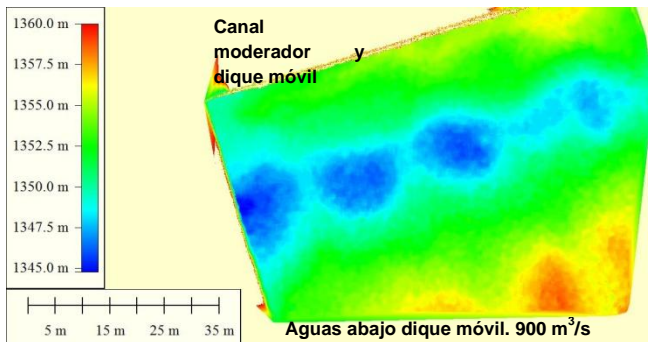 1360.0 m
1357.5 m
1355.0 m
1352.5 m
1350.0 m
1347.5 m
1345.0 m
Canal
moderador y
dique móvil
5 m 15 m 25 m 35 m
Aguas abajo dique móvil. 900 m³/s